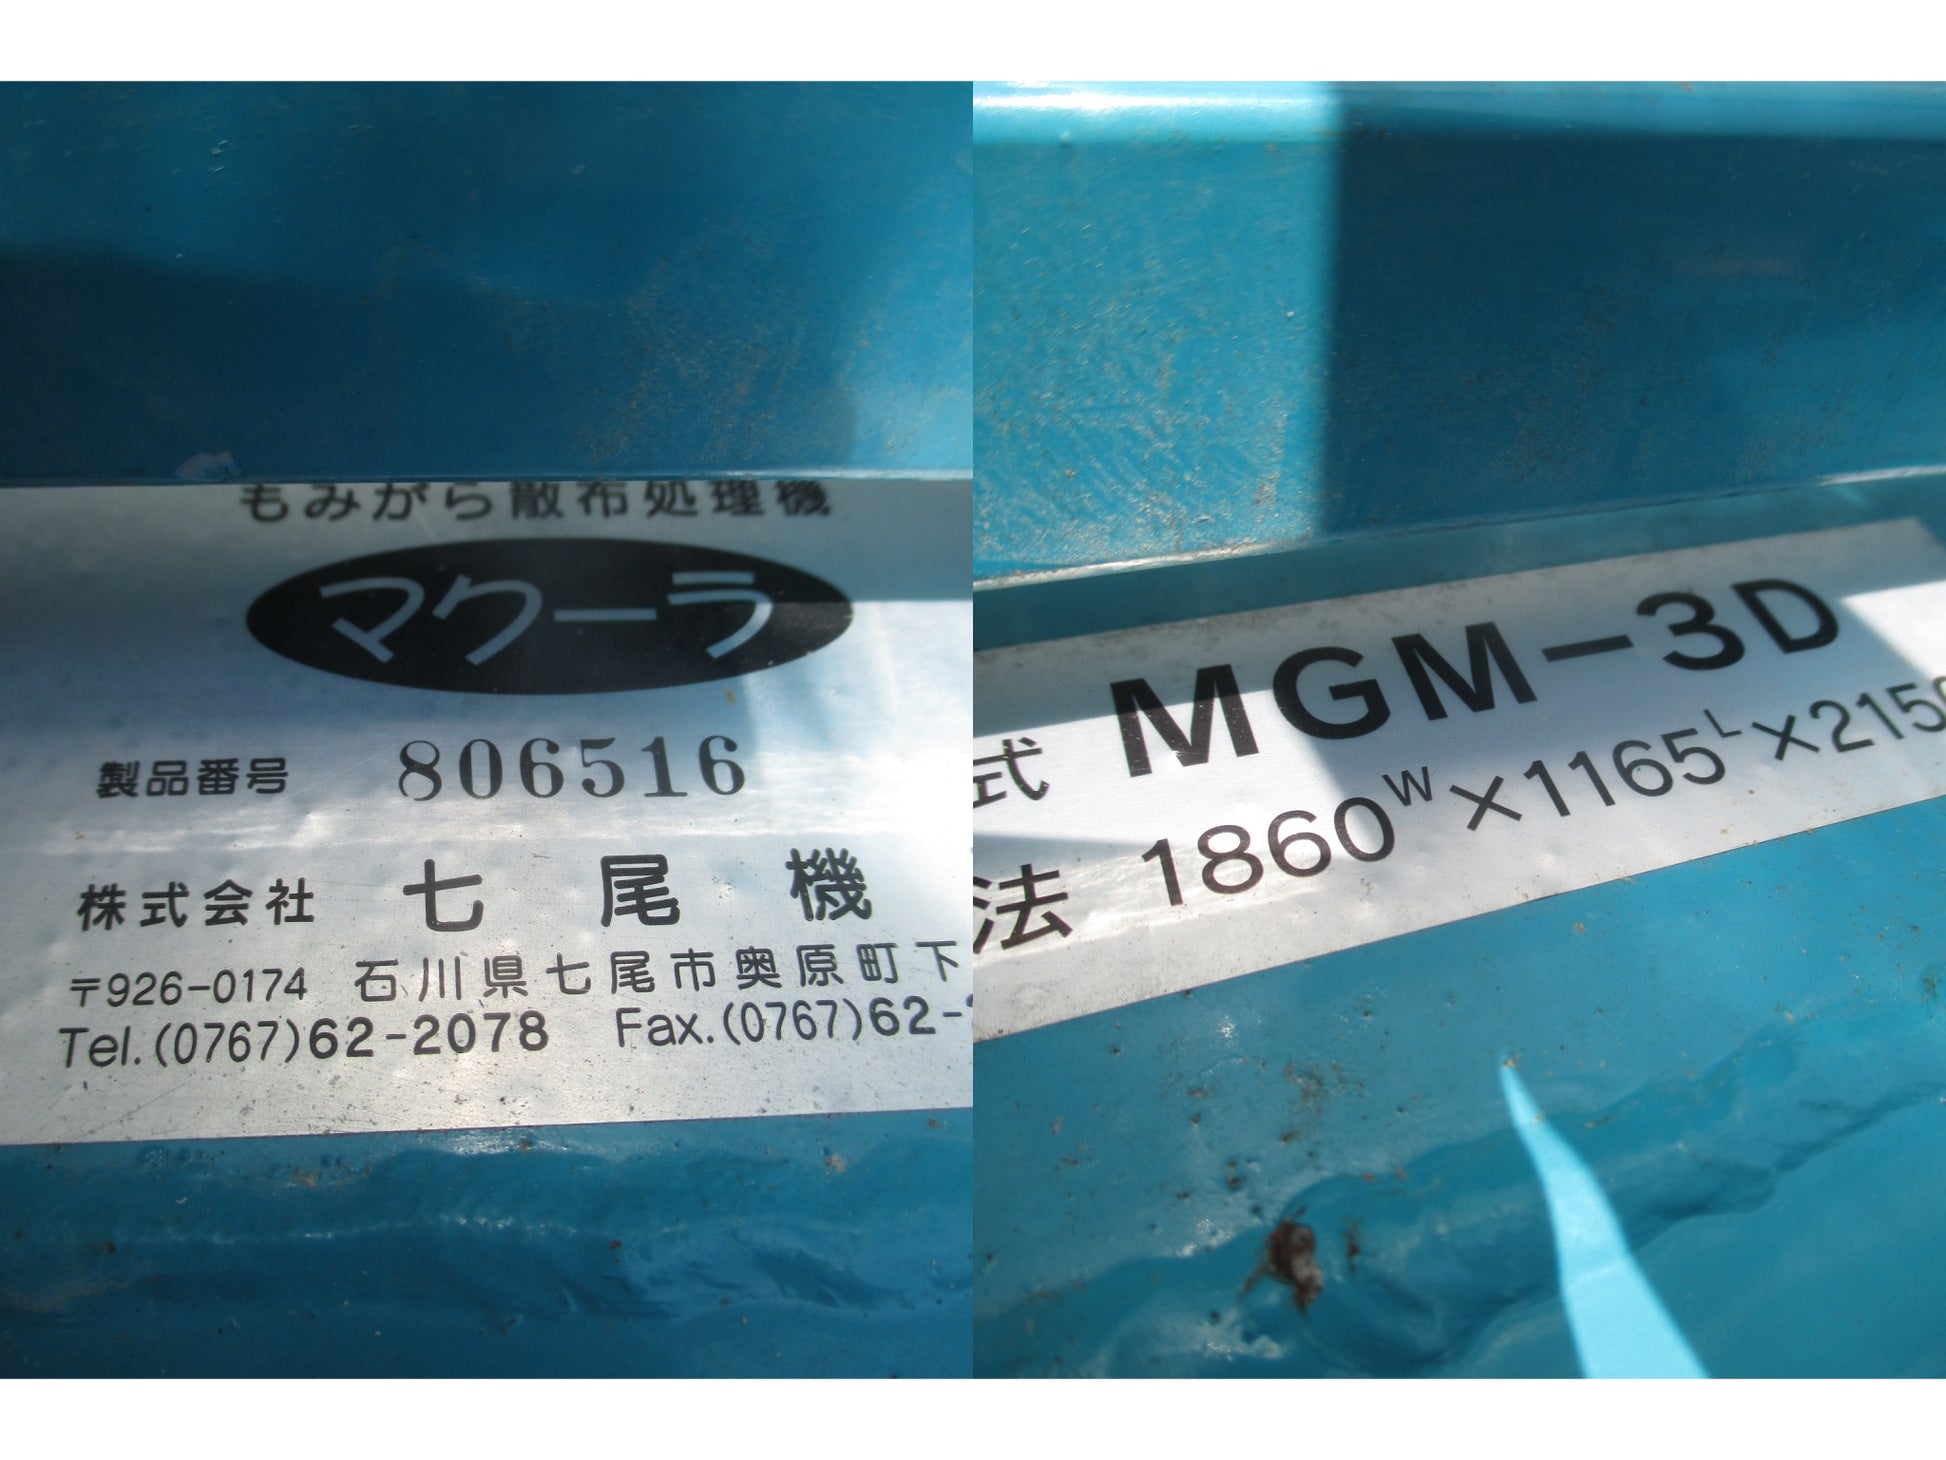 もみがら散布処理機
マクーラ
製品番号 806516
株式会社 七尾機
〒926-0174 石川県七尾市奥原町下
Tel.(0767)62-2078 Fax.(0767)62-
式 MGM-3D
法 1860W×1165L×2150